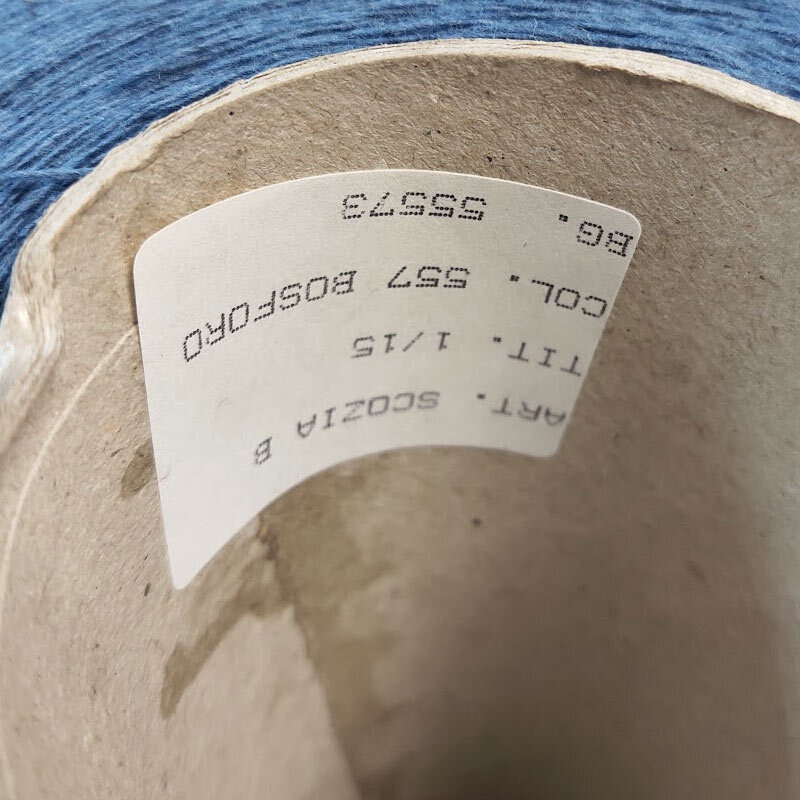 ART. SCOZIA B
TIT. 1/15
COL. 557 BOSFORO
BG. 55573